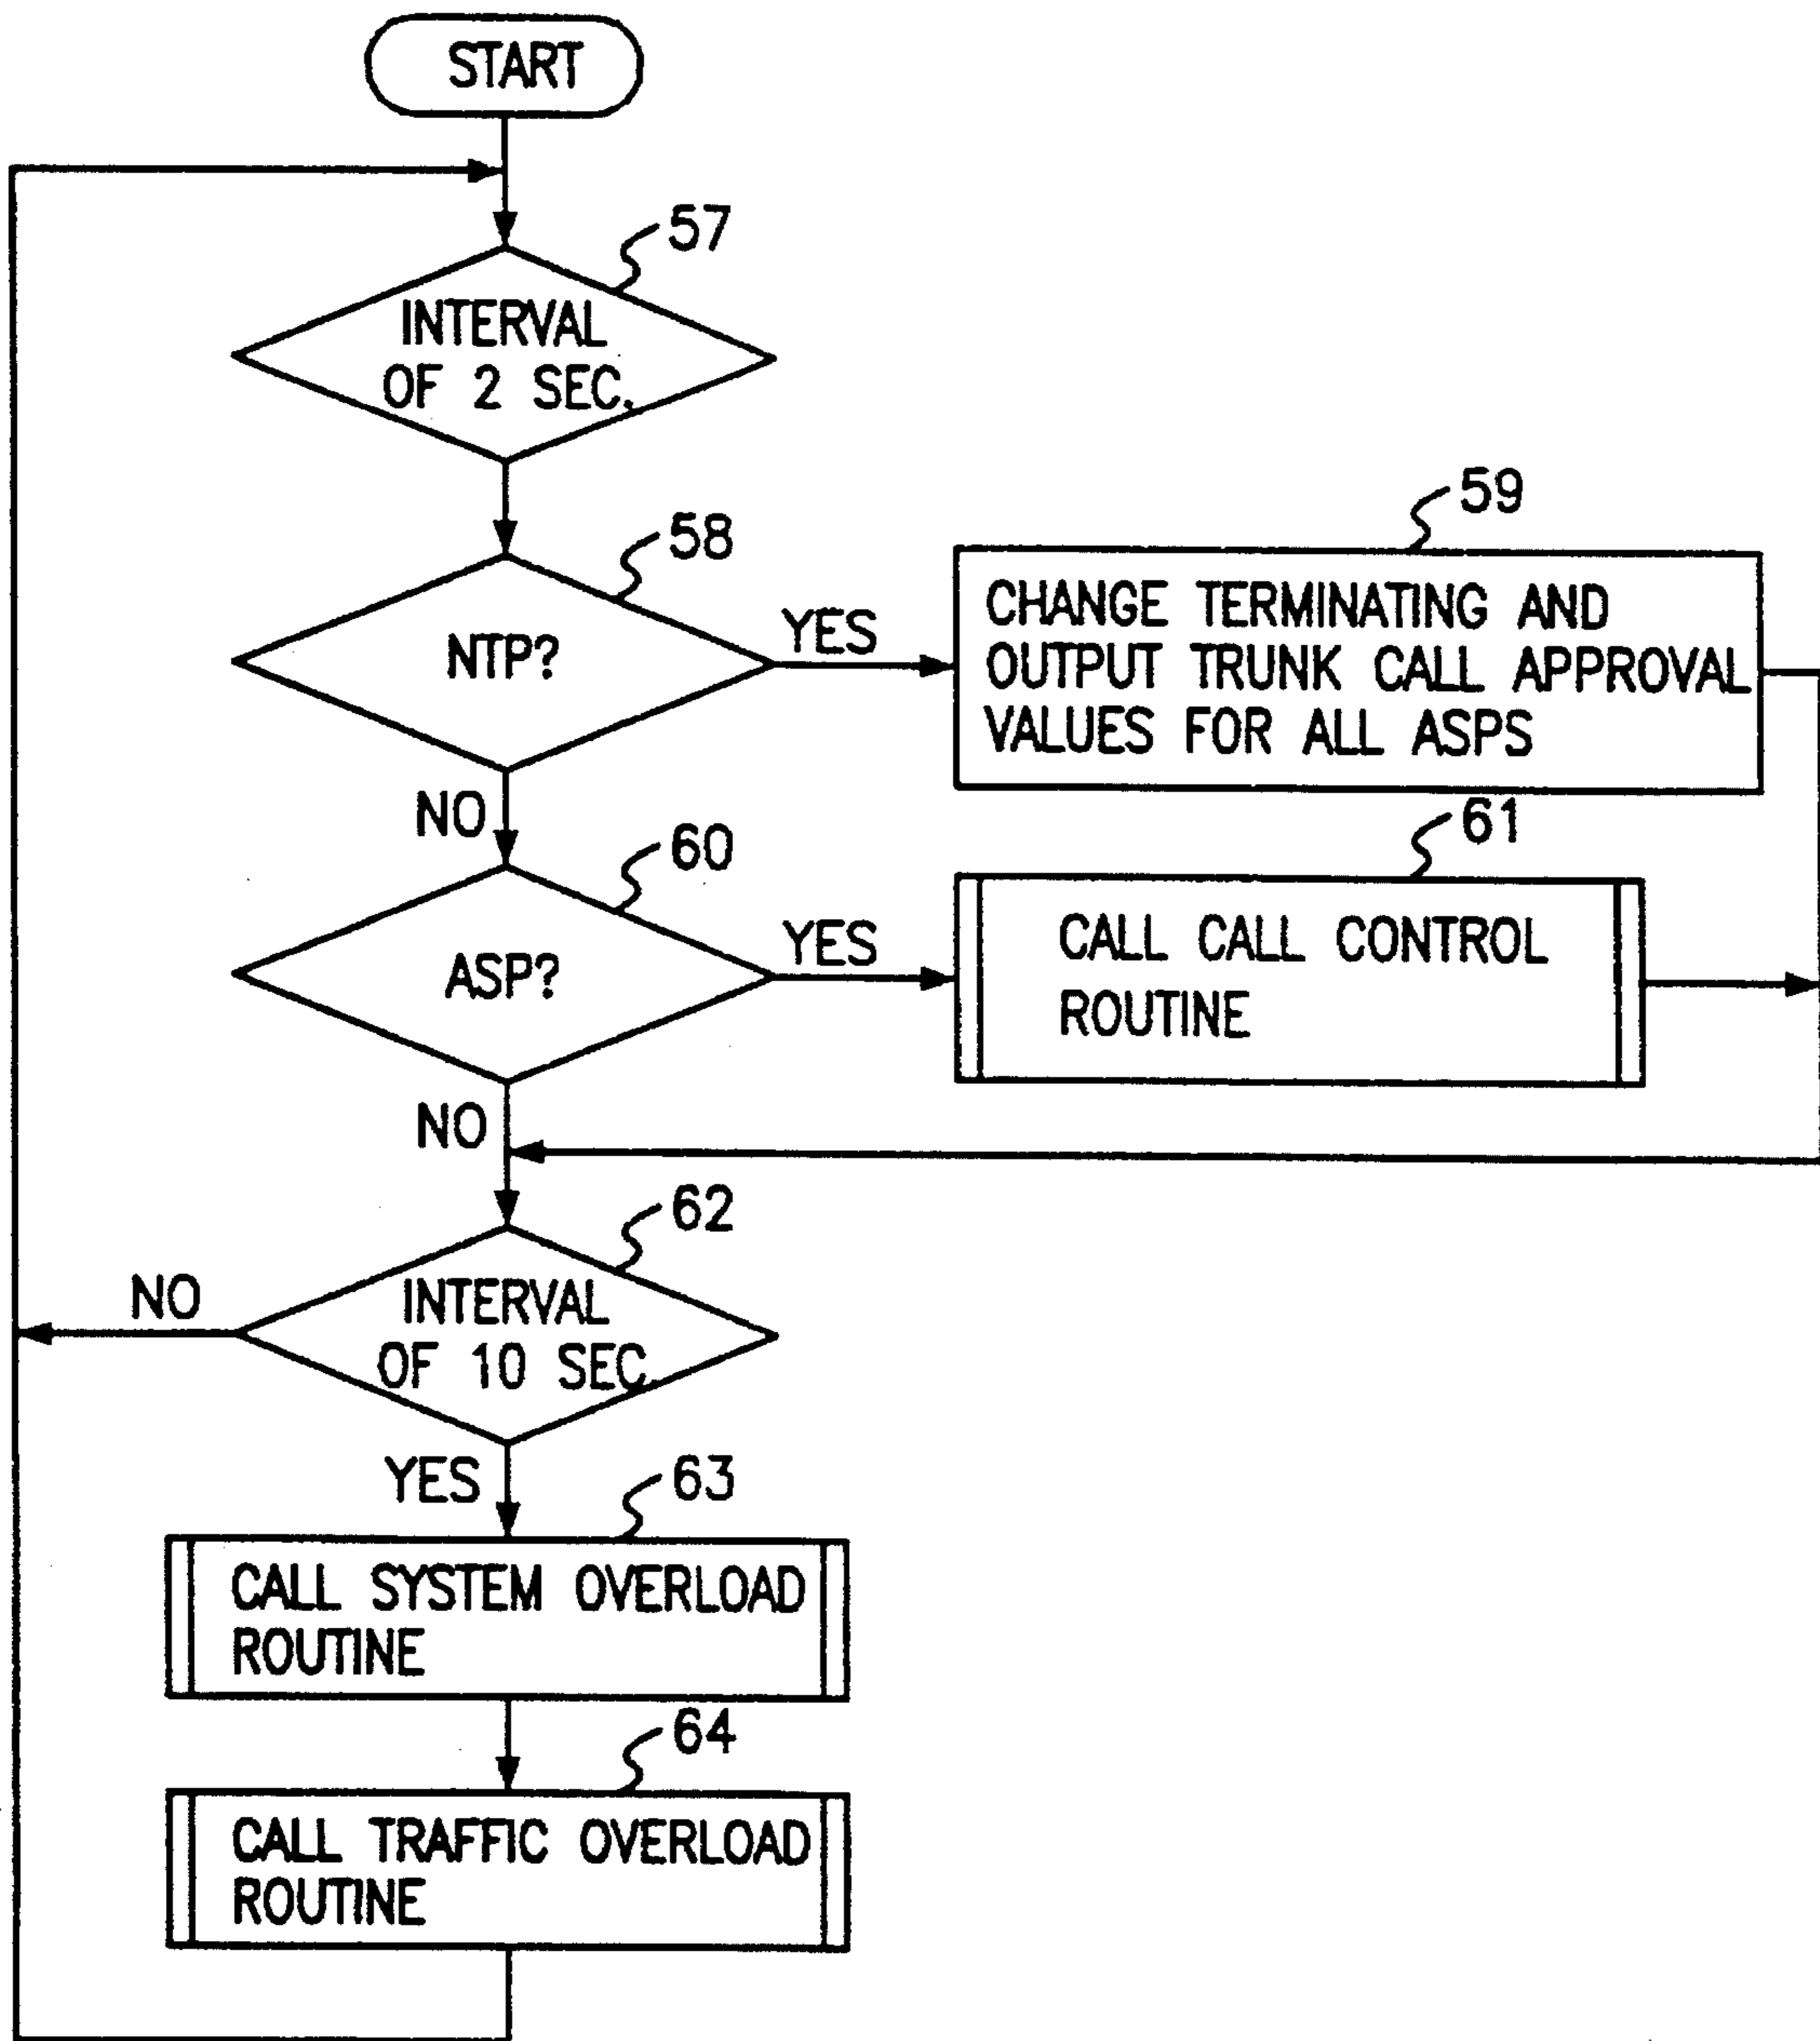 START
57
INTERVAL
OF 2 SEC.
58
NTP?
YES
59
CHANGE TERMINATING AND
OUTPUT TRUNK CALL APPROVAL
VALUES FOR ALL ASPS
NO
60
ASP?
YES
61
CALL CALL CONTROL
ROUTINE
NO
62
INTERVAL
OF 10 SEC.
NO
YES
63
CALL SYSTEM OVERLOAD
ROUTINE
64
CALL TRAFFIC OVERLOAD
ROUTINE